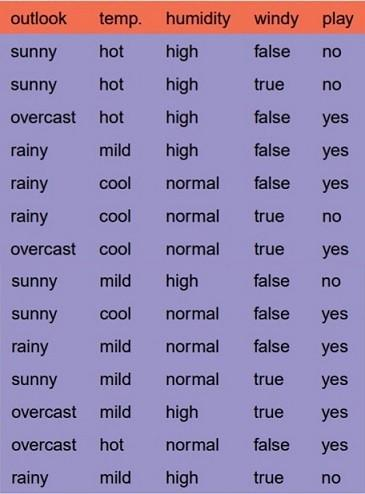 outlook temp. humidity windy play
sunny hot high false no
sunny hot high true no
overcast hot high false yes
rainy mild high false yes
rainy cool normal false yes
rainy cool normal true no
overcast cool normal true yes
sunny mild high false no
sunny cool normal false yes
rainy mild normal false yes
sunny mild normal true yes
overcast mild high true yes
overcast hot normal false yes
rainy mild high true no